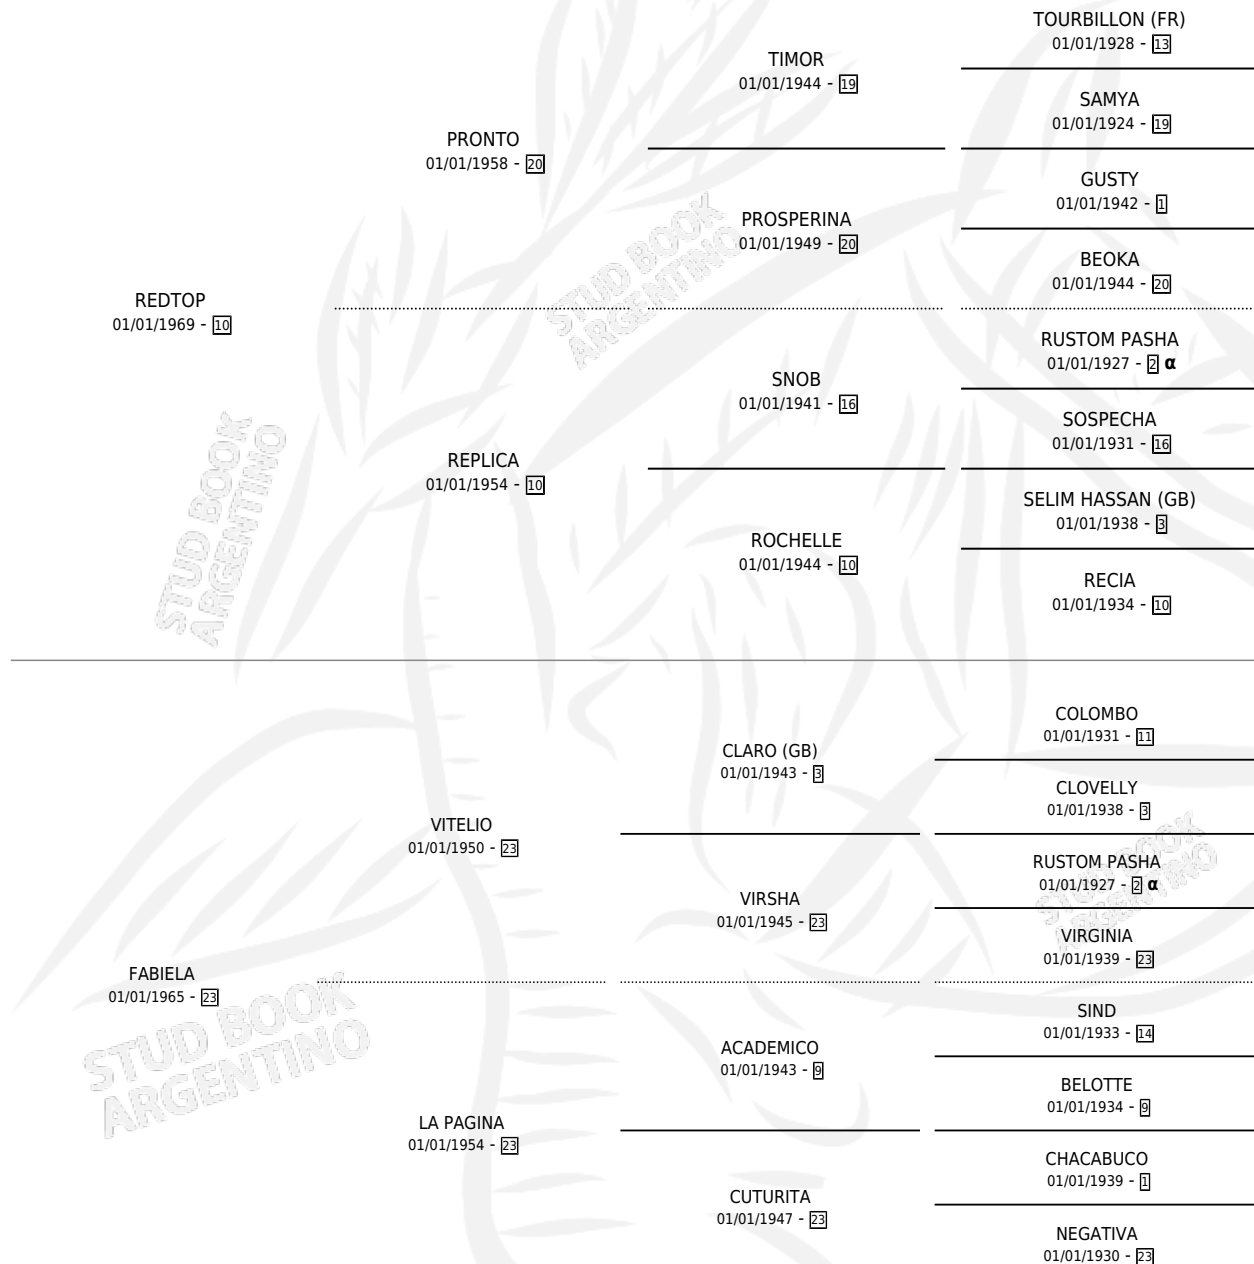 TOURBILLON (FR)
01/01/1928 - 13
TIMOR
01/01/1944 - 19
SAMYA
01/01/1924 - 19
PRONTO
01/01/1958 - 20
GUSTY
01/01/1942 - 1
PROSPERINA
01/01/1949 - 20
BEOKA
01/01/1944 - 20
REDTOP
01/01/1969 - 10
RUSTOM PASHA
01/01/1927 - 2 α
SNOB
01/01/1941 - 16
SOSPECHA
01/01/1931 - 16
REPLICA
01/01/1954 - 10
SELIM HASSAN (GB)
01/01/1938 - 3
ROCHELLE
01/01/1944 - 10
RECIA
01/01/1934 - 10
COLOMBO
01/01/1931 - 11
CLARO (GB)
01/01/1943 - 3
CLOVELLY
01/01/1938 - 3
VITELIO
01/01/1950 - 23
RUSTOM PASHA
01/01/1927 - 2 α
VIRSHA
01/01/1945 - 23
VIRGINIA
01/01/1939 - 23
FABIELA
01/01/1965 - 23
SIND
01/01/1933 - 14
ACADEMICO
01/01/1943 - 9
BELOTTE
01/01/1934 - 9
LA PAGINA
01/01/1954 - 23
CHACABUCO
01/01/1939 - 1
CUTURITA
01/01/1947 - 23
NEGATIVA
01/01/1930 - 23
STUD BOOK
ARGENTINO
STUD BOOK
ARGENTINO
STUD BOOK
ARGENTINO
STUD BOOK
ARGENTINO